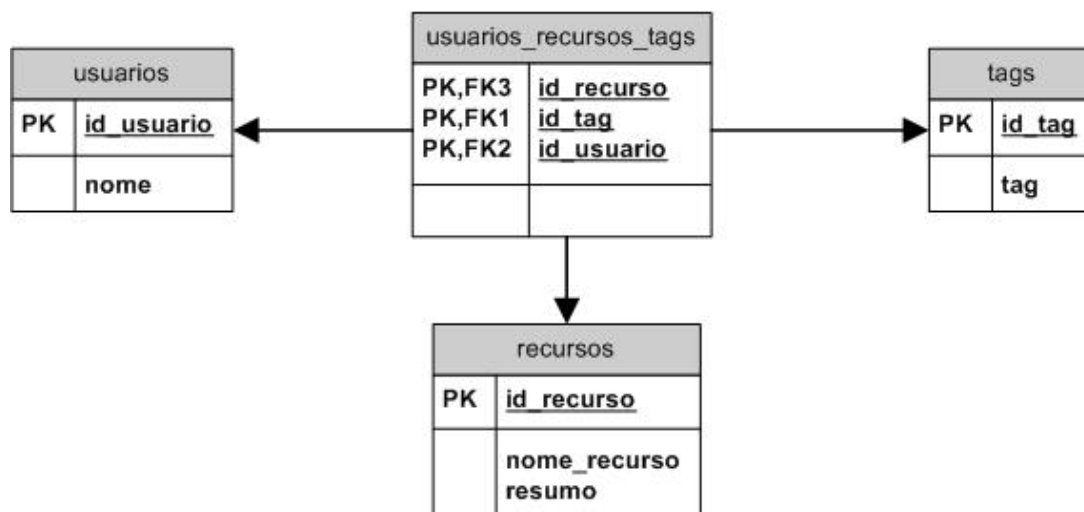 usuarios
PK id_usuario
nome
usuarios_recursos_tags
PK,FK3 id_recurso
PK,FK1 id_tag
PK,FK2 id_usuario
tags
PK id_tag
tag
recursos
PK id_recurso
nome_recurso
resumo